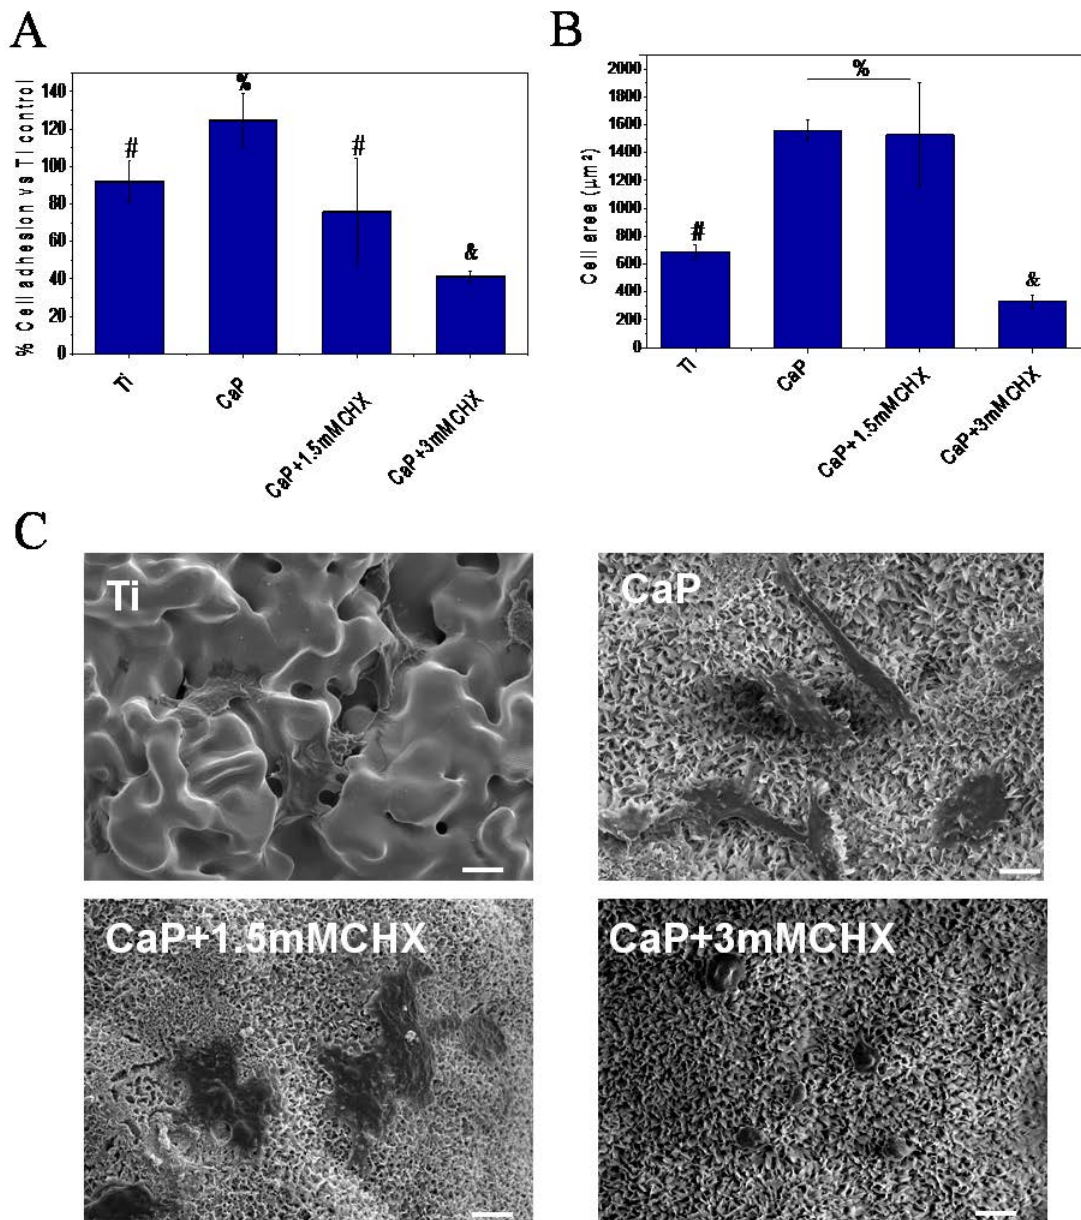 A
% Cell adhesion vs Ti control
140
120
100
80
60
40
20
0
#
%
#
&
Ti
CaP
CaP+1.5mMCHX
CaP+3mMCHX
B
Cell area (µm²)
2000
1800
1600
1400
1200
1000
800
600
400
200
0
#
%
&
Ti
CaP
CaP+1.5mMCHX
CaP+3mMCHX
C
Ti
CaP
CaP+1.5mMCHX
CaP+3mMCHX